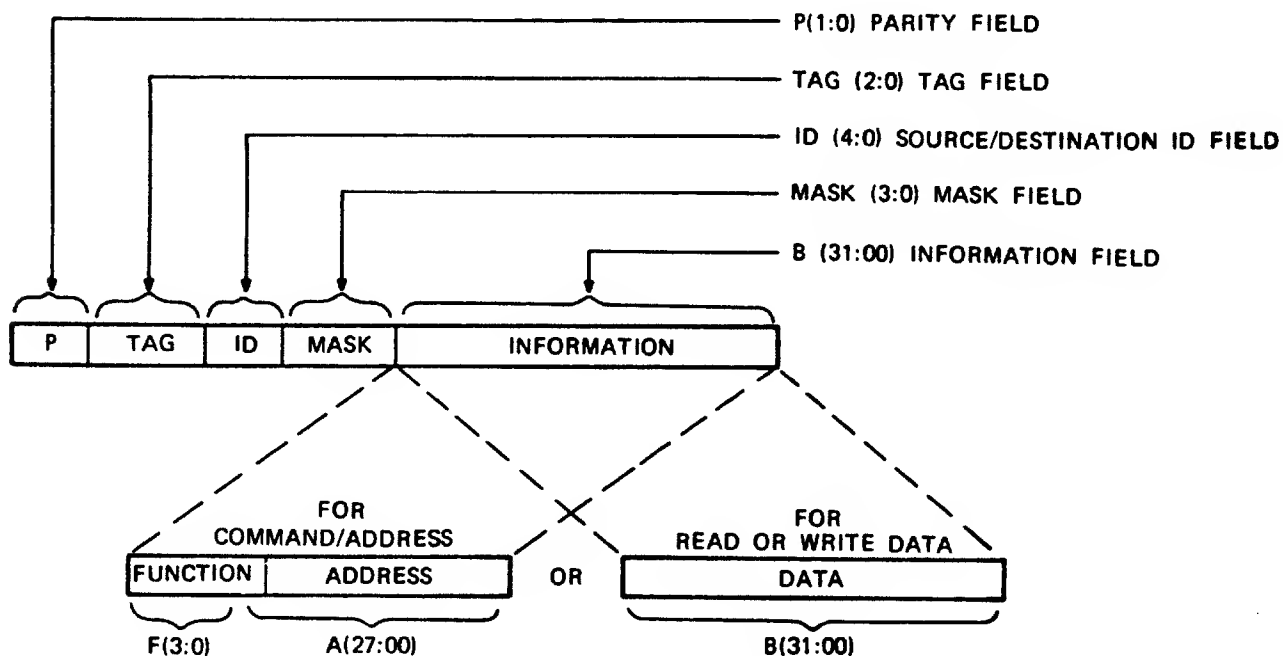 P(1:0) PARITY FIELD
TAG (2:0) TAG FIELD
ID (4:0) SOURCE/DESTINATION ID FIELD
MASK (3:0) MASK FIELD
B (31:00) INFORMATION FIELD
P TAG ID MASK INFORMATION
FOR
COMMAND/ADDRESS
FOR
READ OR WRITE DATA
FUNCTION ADDRESS OR DATA
F(3:0) A(27:00) B(31:00)